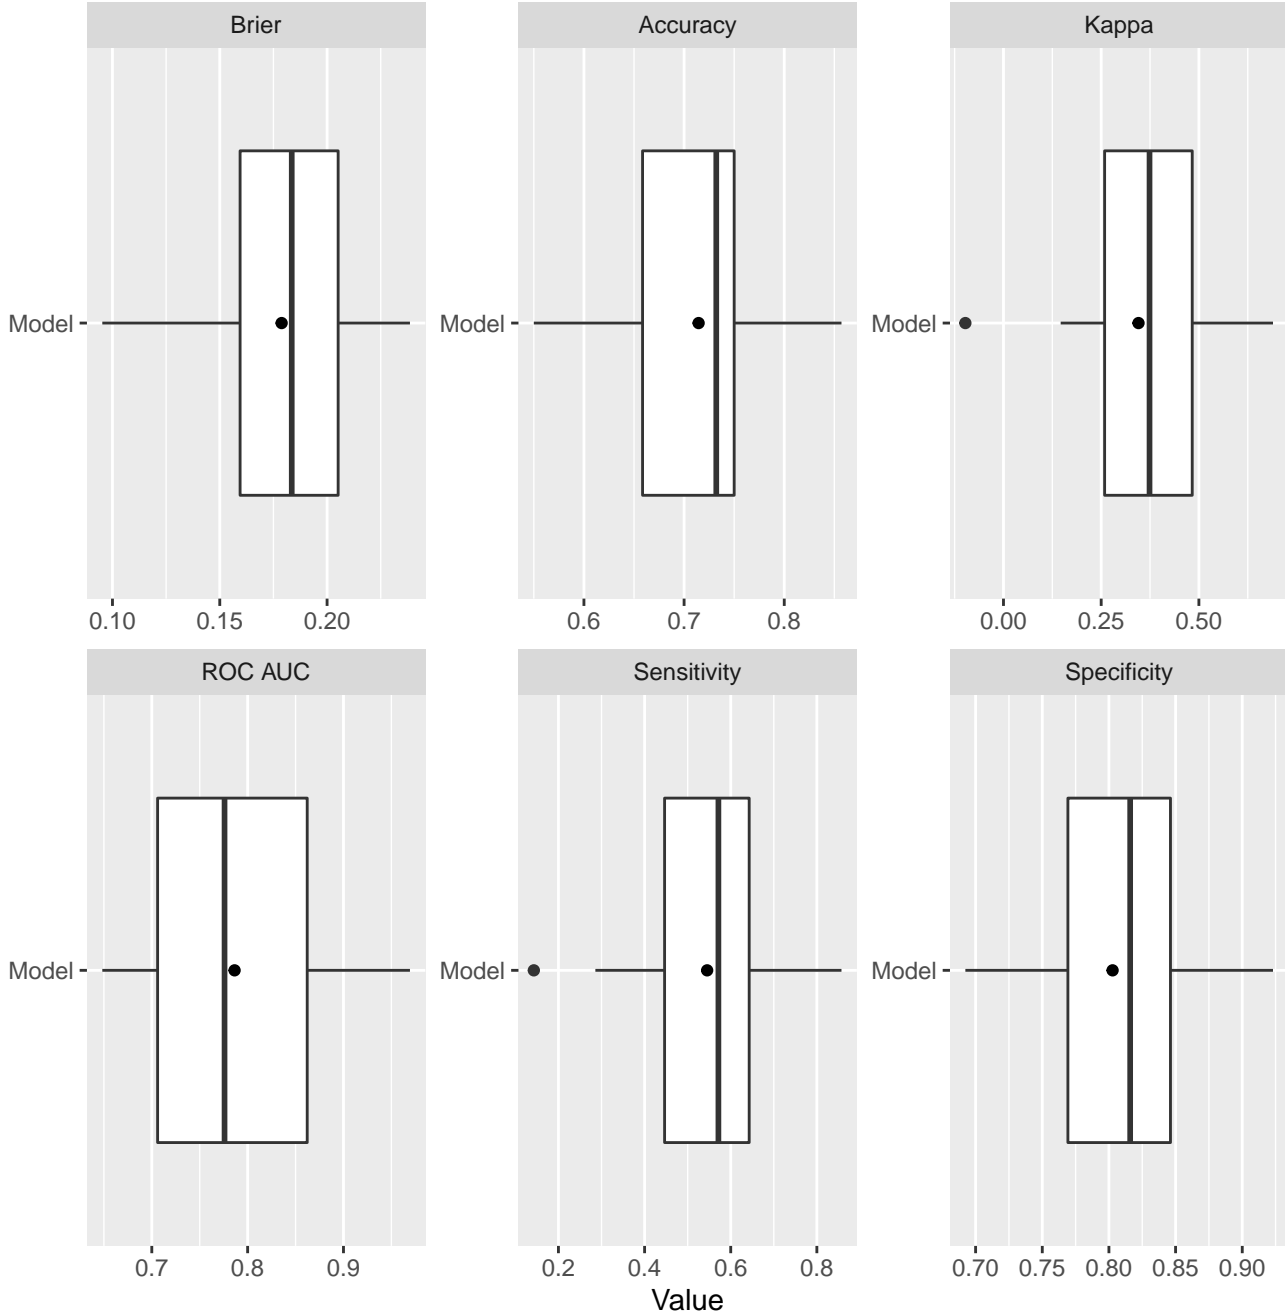 Brier Accuracy Kappa
Model Model Model
0.10 0.15 0.20 0.6 0.7 0.8 0.00 0.25 0.50
ROC AUC Sensitivity Specificity
Model Model Model
0.7 0.8 0.9 0.2 0.4 0.6 0.8 0.70 0.75 0.80 0.85 0.90
Value